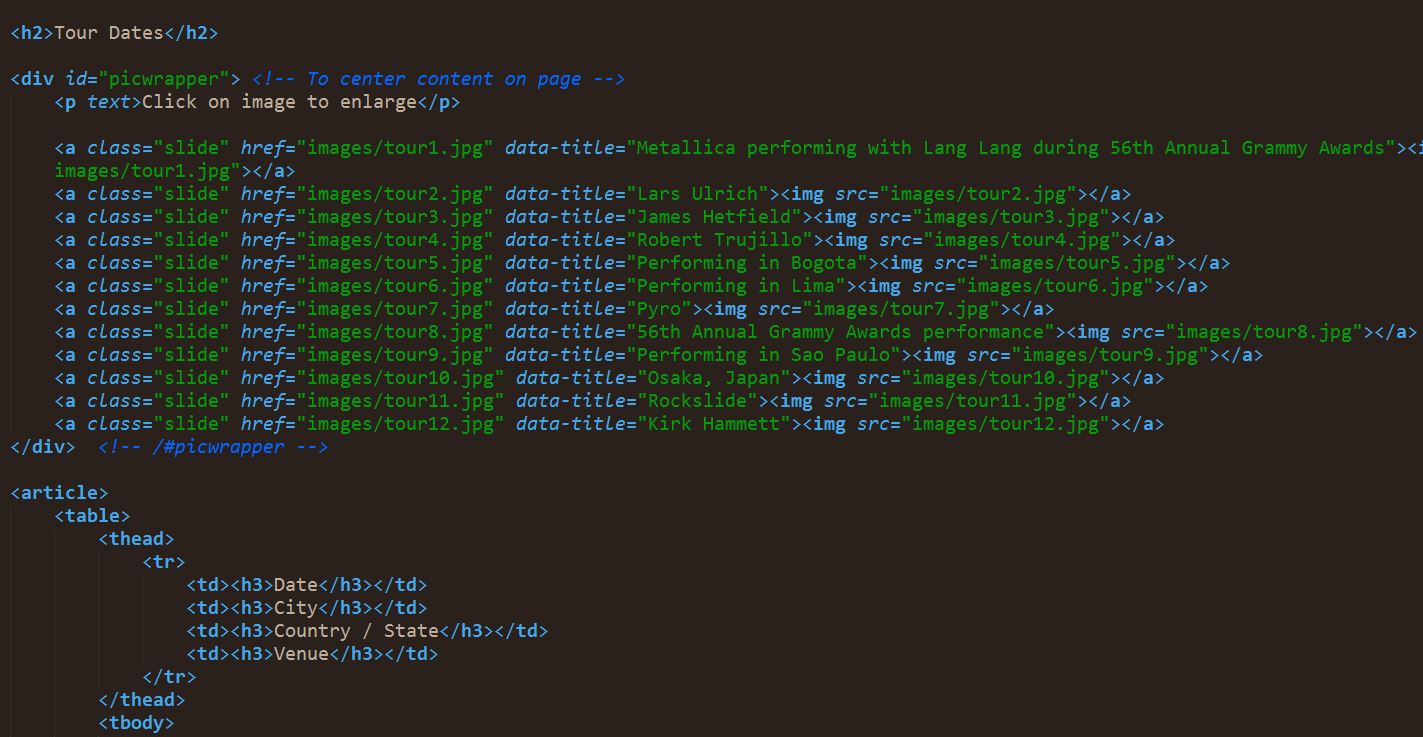 <h2>Tour Dates</h2>
<div id="picwrapper"> <!-- To center content on page -->
<p text>Click on image to enlarge</p>
<a class="slide" href="images/tour1.jpg" data-title="Metallica performing with Lang Lang during 56th Annual Grammy Awards"><i
images/tour1.jpg"></a>
<a class="slide" href="images/tour2.jpg" data-title="Lars Ulrich"><img src="images/tour2.jpg"></a>
<a class="slide" href="images/tour3.jpg" data-title="James Hetfield"><img src="images/tour3.jpg"></a>
<a class="slide" href="images/tour4.jpg" data-title="Robert Trujillo"><img src="images/tour4.jpg"></a>
<a class="slide" href="images/tour5.jpg" data-title="Performing in Bogota"><img src="images/tour5.jpg"></a>
<a class="slide" href="images/tour6.jpg" data-title="Performing in Lima"><img src="images/tour6.jpg"></a>
<a class="slide" href="images/tour7.jpg" data-title="Pyro"><img src="images/tour7.jpg"></a>
<a class="slide" href="images/tour8.jpg" data-title="56th Annual Grammy Awards performance"><img src="images/tour8.jpg"></a>
<a class="slide" href="images/tour9.jpg" data-title="Performing in Sao Paulo"><img src="images/tour9.jpg"></a>
<a class="slide" href="images/tour10.jpg" data-title="Osaka, Japan"><img src="images/tour10.jpg"></a>
<a class="slide" href="images/tour11.jpg" data-title="Rockslide"><img src="images/tour11.jpg"></a>
<a class="slide" href="images/tour12.jpg" data-title="Kirk Hammett"><img src="images/tour12.jpg"></a>
</div>  <!-- /#picwrapper -->
<article>
<table>
<thead>
<tr>
<td><h3>Date</h3></td>
<td><h3>City</h3></td>
<td><h3>Country / State</h3></td>
<td><h3>Venue</h3></td>
</tr>
</thead>
<tbody>